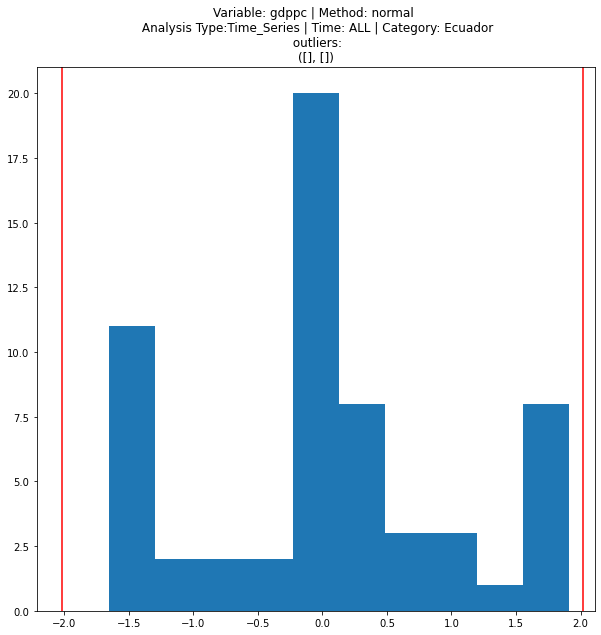 Variable: gdppc | Method: normal
Analysis Type:Time_Series | Time: ALL | Category: Ecuador
outliers:
([], [])
20.0
17.5
15.0
12.5
10.0
7.5
5.0
2.5
0.0
−2.0 −1.5 −1.0 −0.5 0.0 0.5 1.0 1.5 2.0